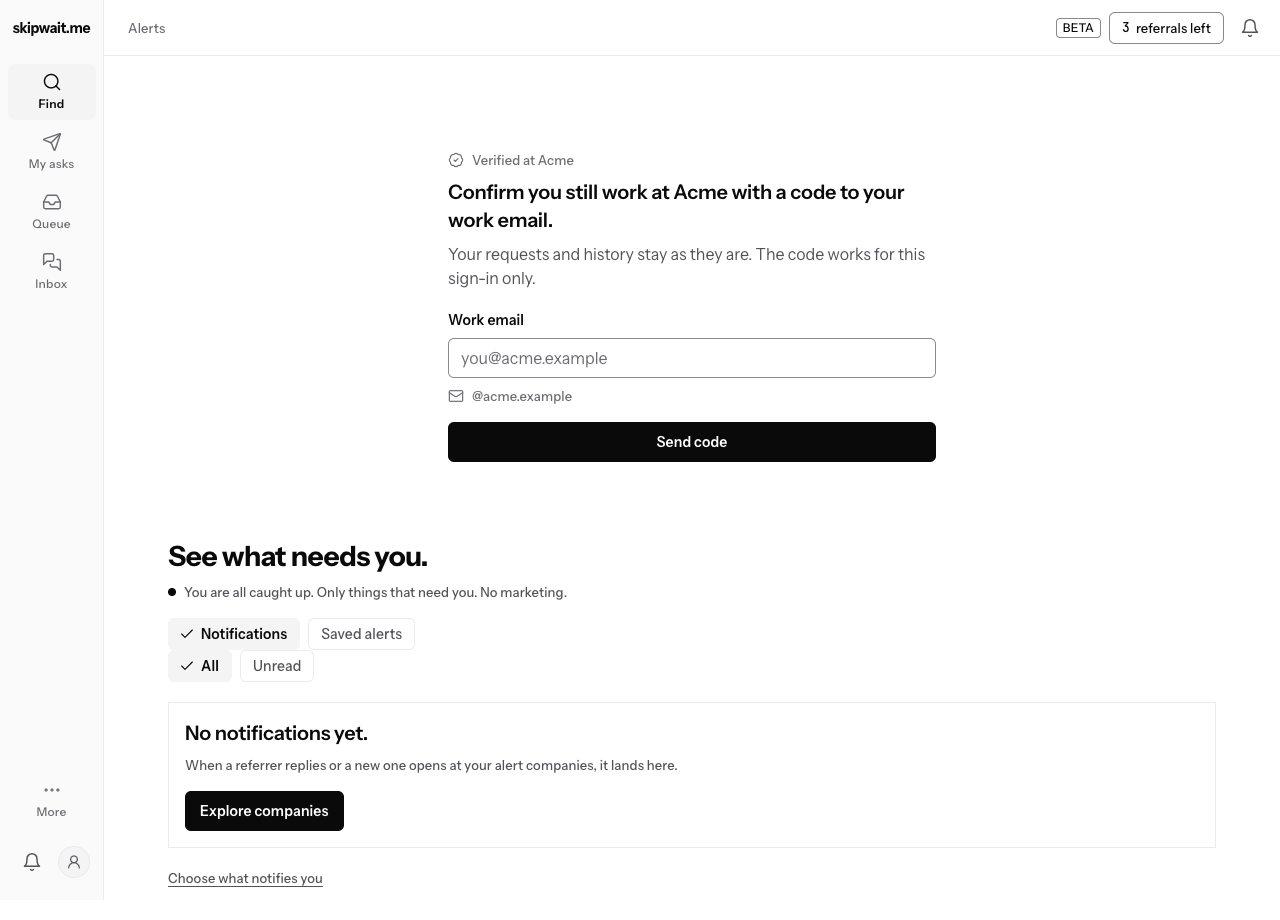 skipwait.me
Alerts
BETA
3 referrals left
Find
My asks
Queue
Inbox
Verified at Acme
Confirm you still work at Acme with a code to your
work email.
Your requests and history stay as they are. The code works for this
sign-in only.
Work email
you@acme.example
@acme.example
Send code
See what needs you.
You are all caught up. Only things that need you. No marketing.
Notifications
Saved alerts
All
Unread
No notifications yet.
When a referrer replies or a new one opens at your alert companies, it lands here.
Explore companies
Choose what notifies you
More